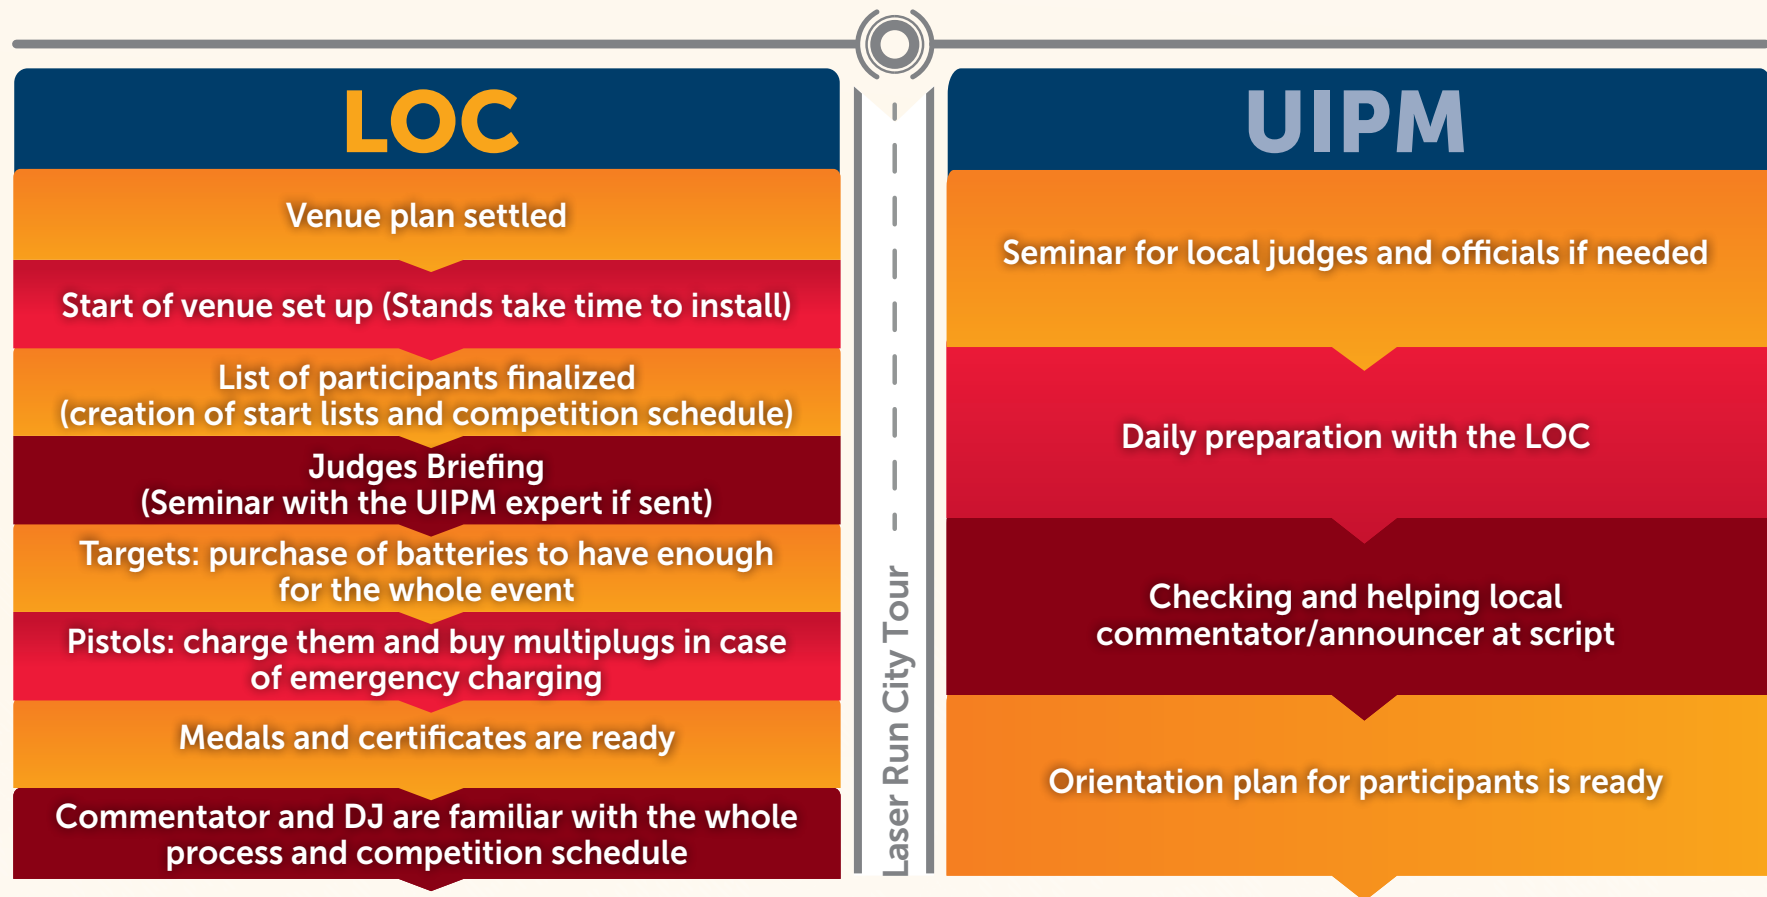 LOC
Venue plan settled
Start of venue set up (Stands take time to install)
List of participants finalized
(creation of start lists and competition schedule)
Judges Briefing
(Seminar with the UIPM expert if sent)
Targets: purchase of batteries to have enough
for the whole event
Pistols: charge them and buy multiplugs in case
of emergency charging
Medals and certificates are ready
Commentator and DJ are familiar with the whole
process and competition schedule
Laser Run City Tour
UIPM
Seminar for local judges and officials if needed
Daily preparation with the LOC
Checking and helping local
commentator/announcer at script
Orientation plan for participants is ready